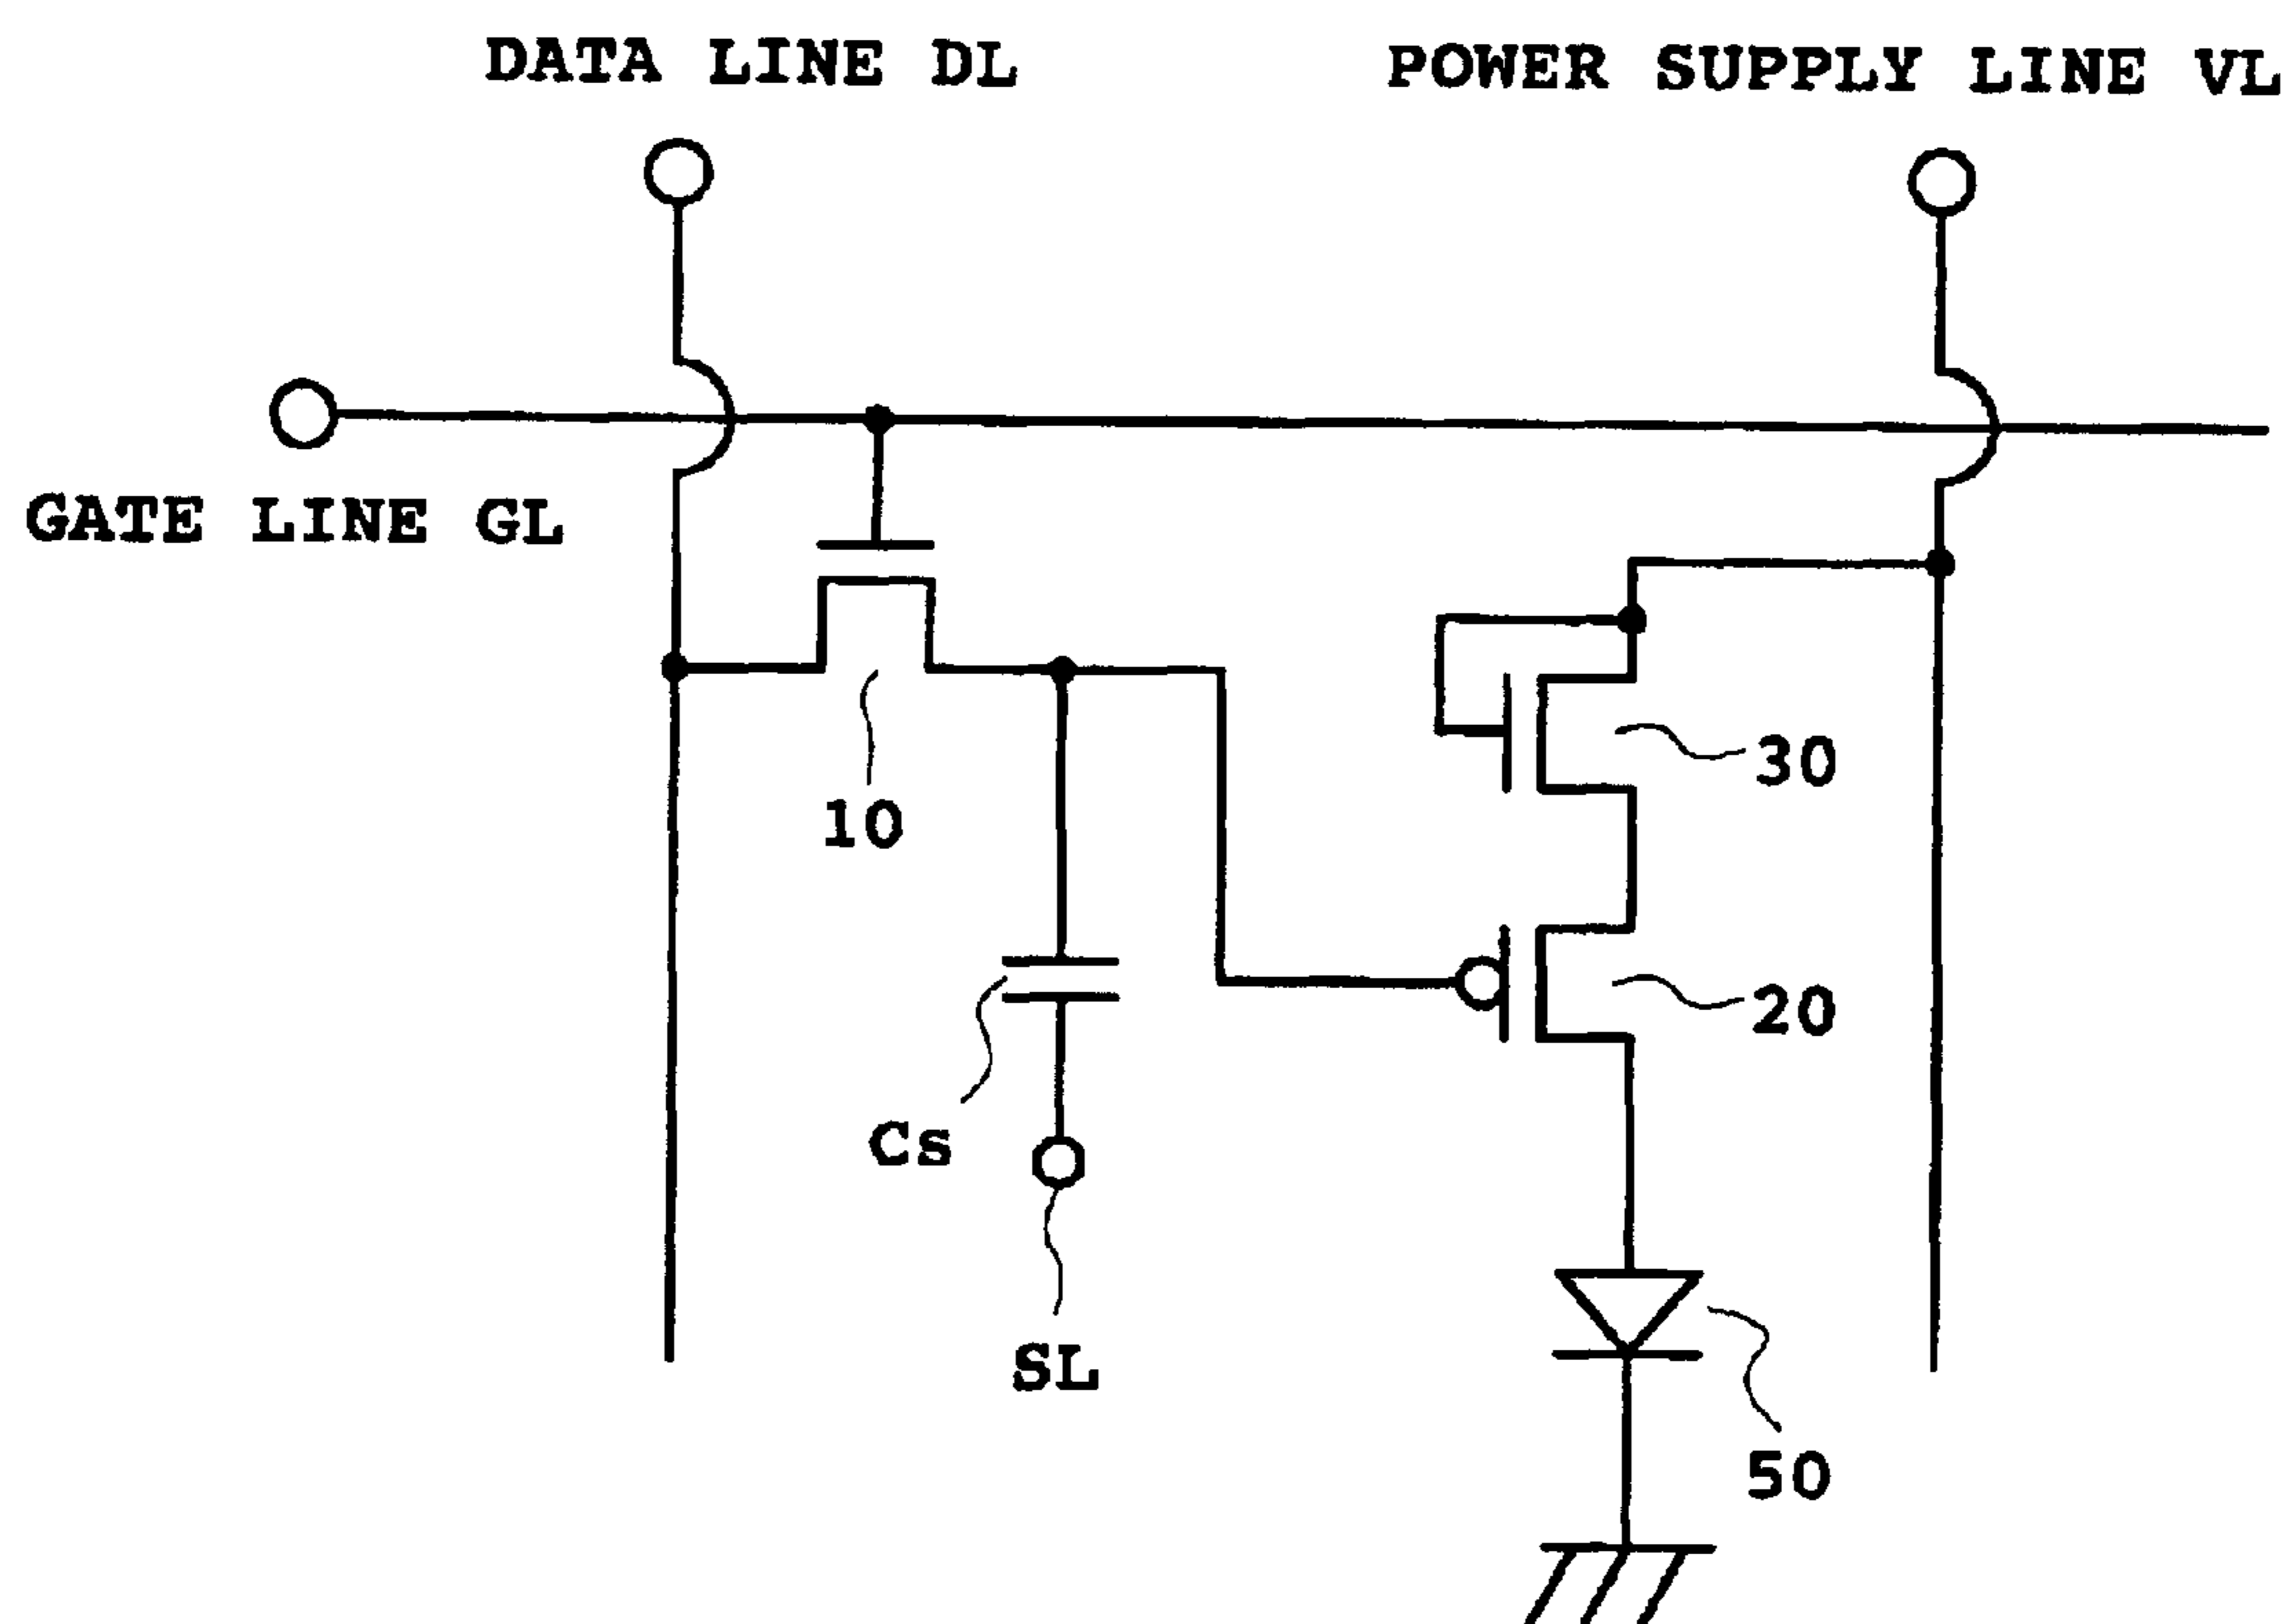 DATA LINE DL
POWER SUPPLY LINE VL
GATE LINE GL
30
10
20
Cs
SL
50